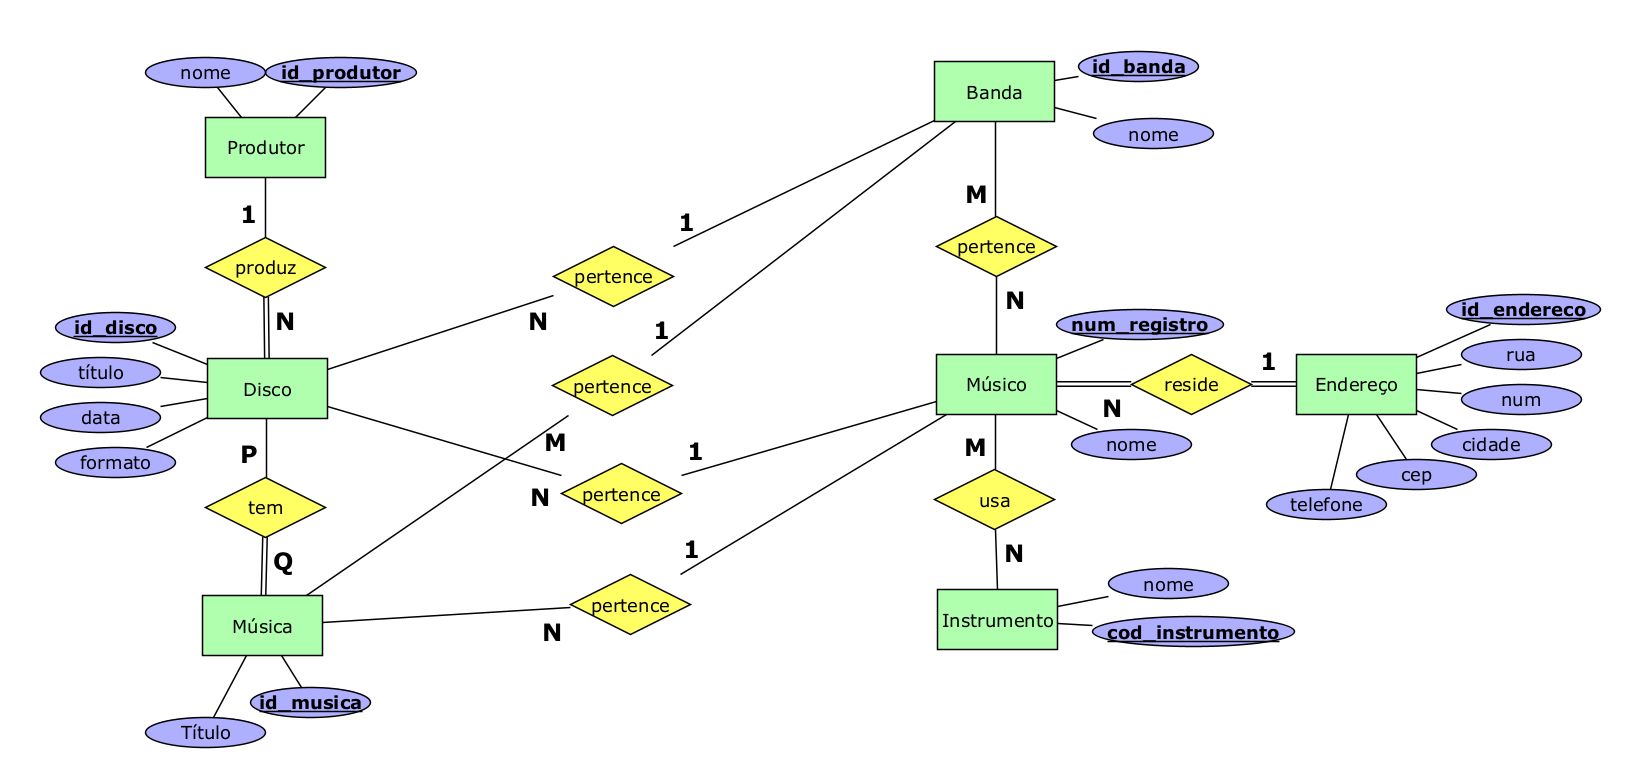 nome
id_produtor
Produtor
1
produz
N
id_disco
título
data
formato
Disco
P
tem
Q
Música
Título
id_musica
1
pertence
N
1
pertence
M
1
pertence
N
1
pertence
N
Banda
id_banda
nome
M
pertence
N
num_registro
Músico
nome
N
reside
1
Endereço
id_endereco
rua
num
cidade
cep
telefone
M
usa
N
Instrumento
nome
cod_instrumento